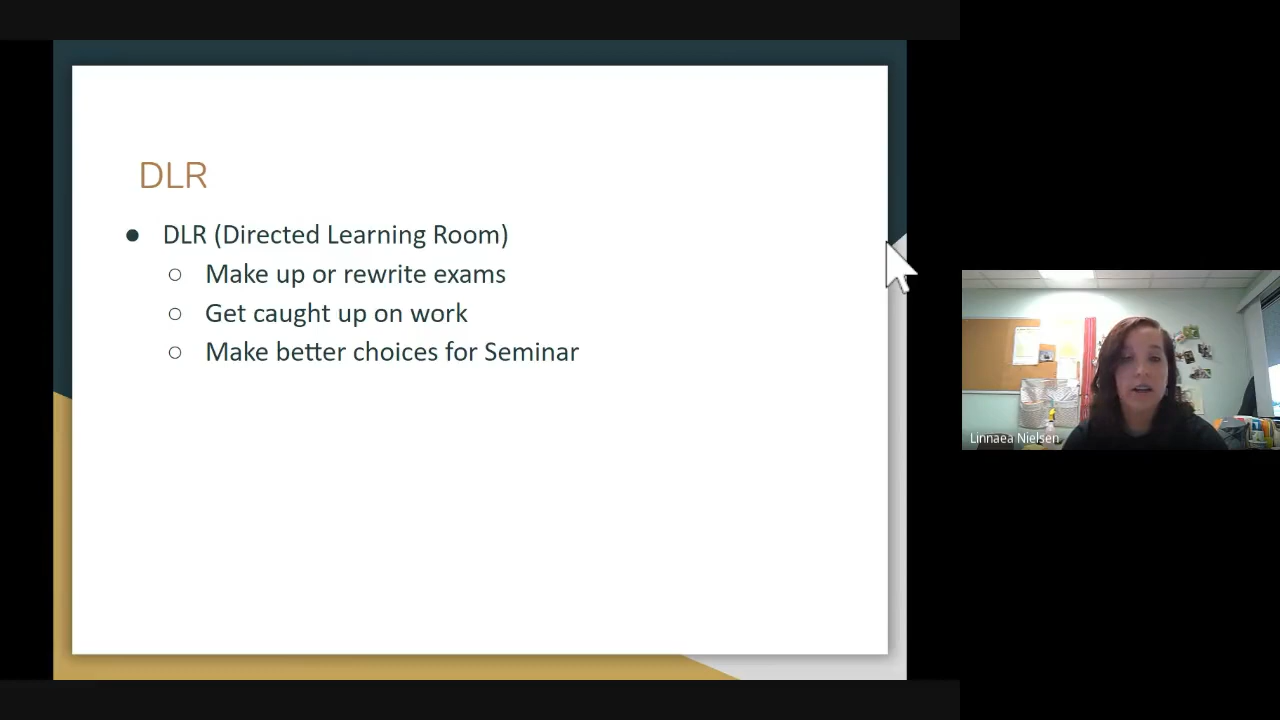 DLR
● DLR (Directed Learning Room)
○ Make up or rewrite exams
○ Get caught up on work
○ Make better choices for Seminar
Linnaea Nielsen